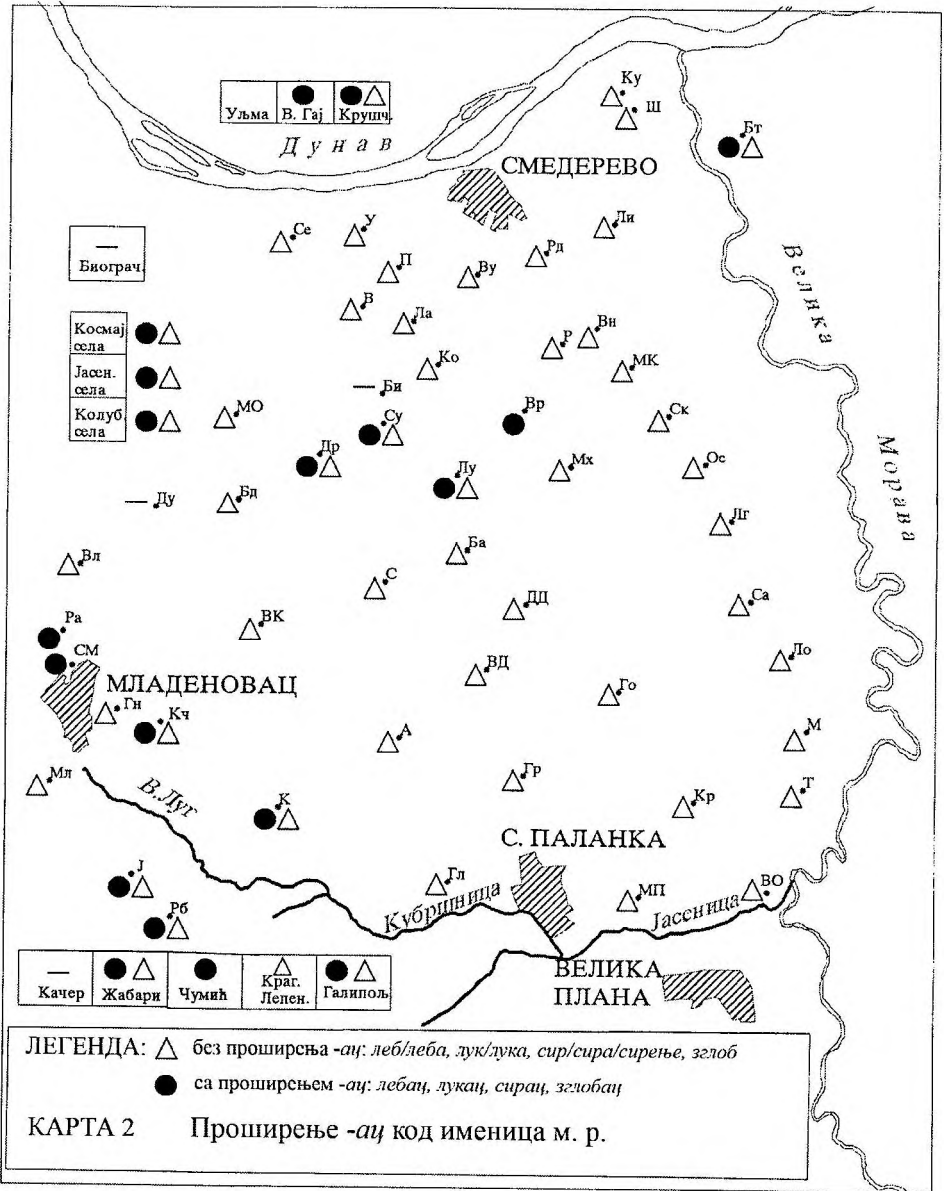 Уљма В. Гај Крушч.
Дунав
Ку
Ш
Бт
СМЕДЕРЕВО
Се
У
Ли
П
Ву
Рд
Велика
Морава
Биограч.
В
Ла
Р
Вн
Космај села
Јасен. села
Колуб. села
Ко
МК
Би
МО
Су
Вр
Ск
Др
Лу
Мх
Ос
Ду
Бд
Лг
Вл
Ба
С
ДД
Са
Ра
ВК
СМ
Ло
МЛАДЕНОВАЦ
ВД
Го
Гн
Кч
А
М
Мл
В.Луг
Гр
Т
К
Кр
С. ПАЛАНКА
Ј
Гл
Кубршница
МП
Јасеница
ВО
Рб
ВЕЛИКА
ПЛАНА
Качер Жабари Чумић Краг. Лепен. Галипољ
ЛЕГЕНДА: без проширења -ац: леб/леба, лук/лука, сир/сира/сирење, зглоб
са проширењем -ац: лебац, лукац, сирац, зглобац
КАРТА 2 Проширење -ац код именица м. р.